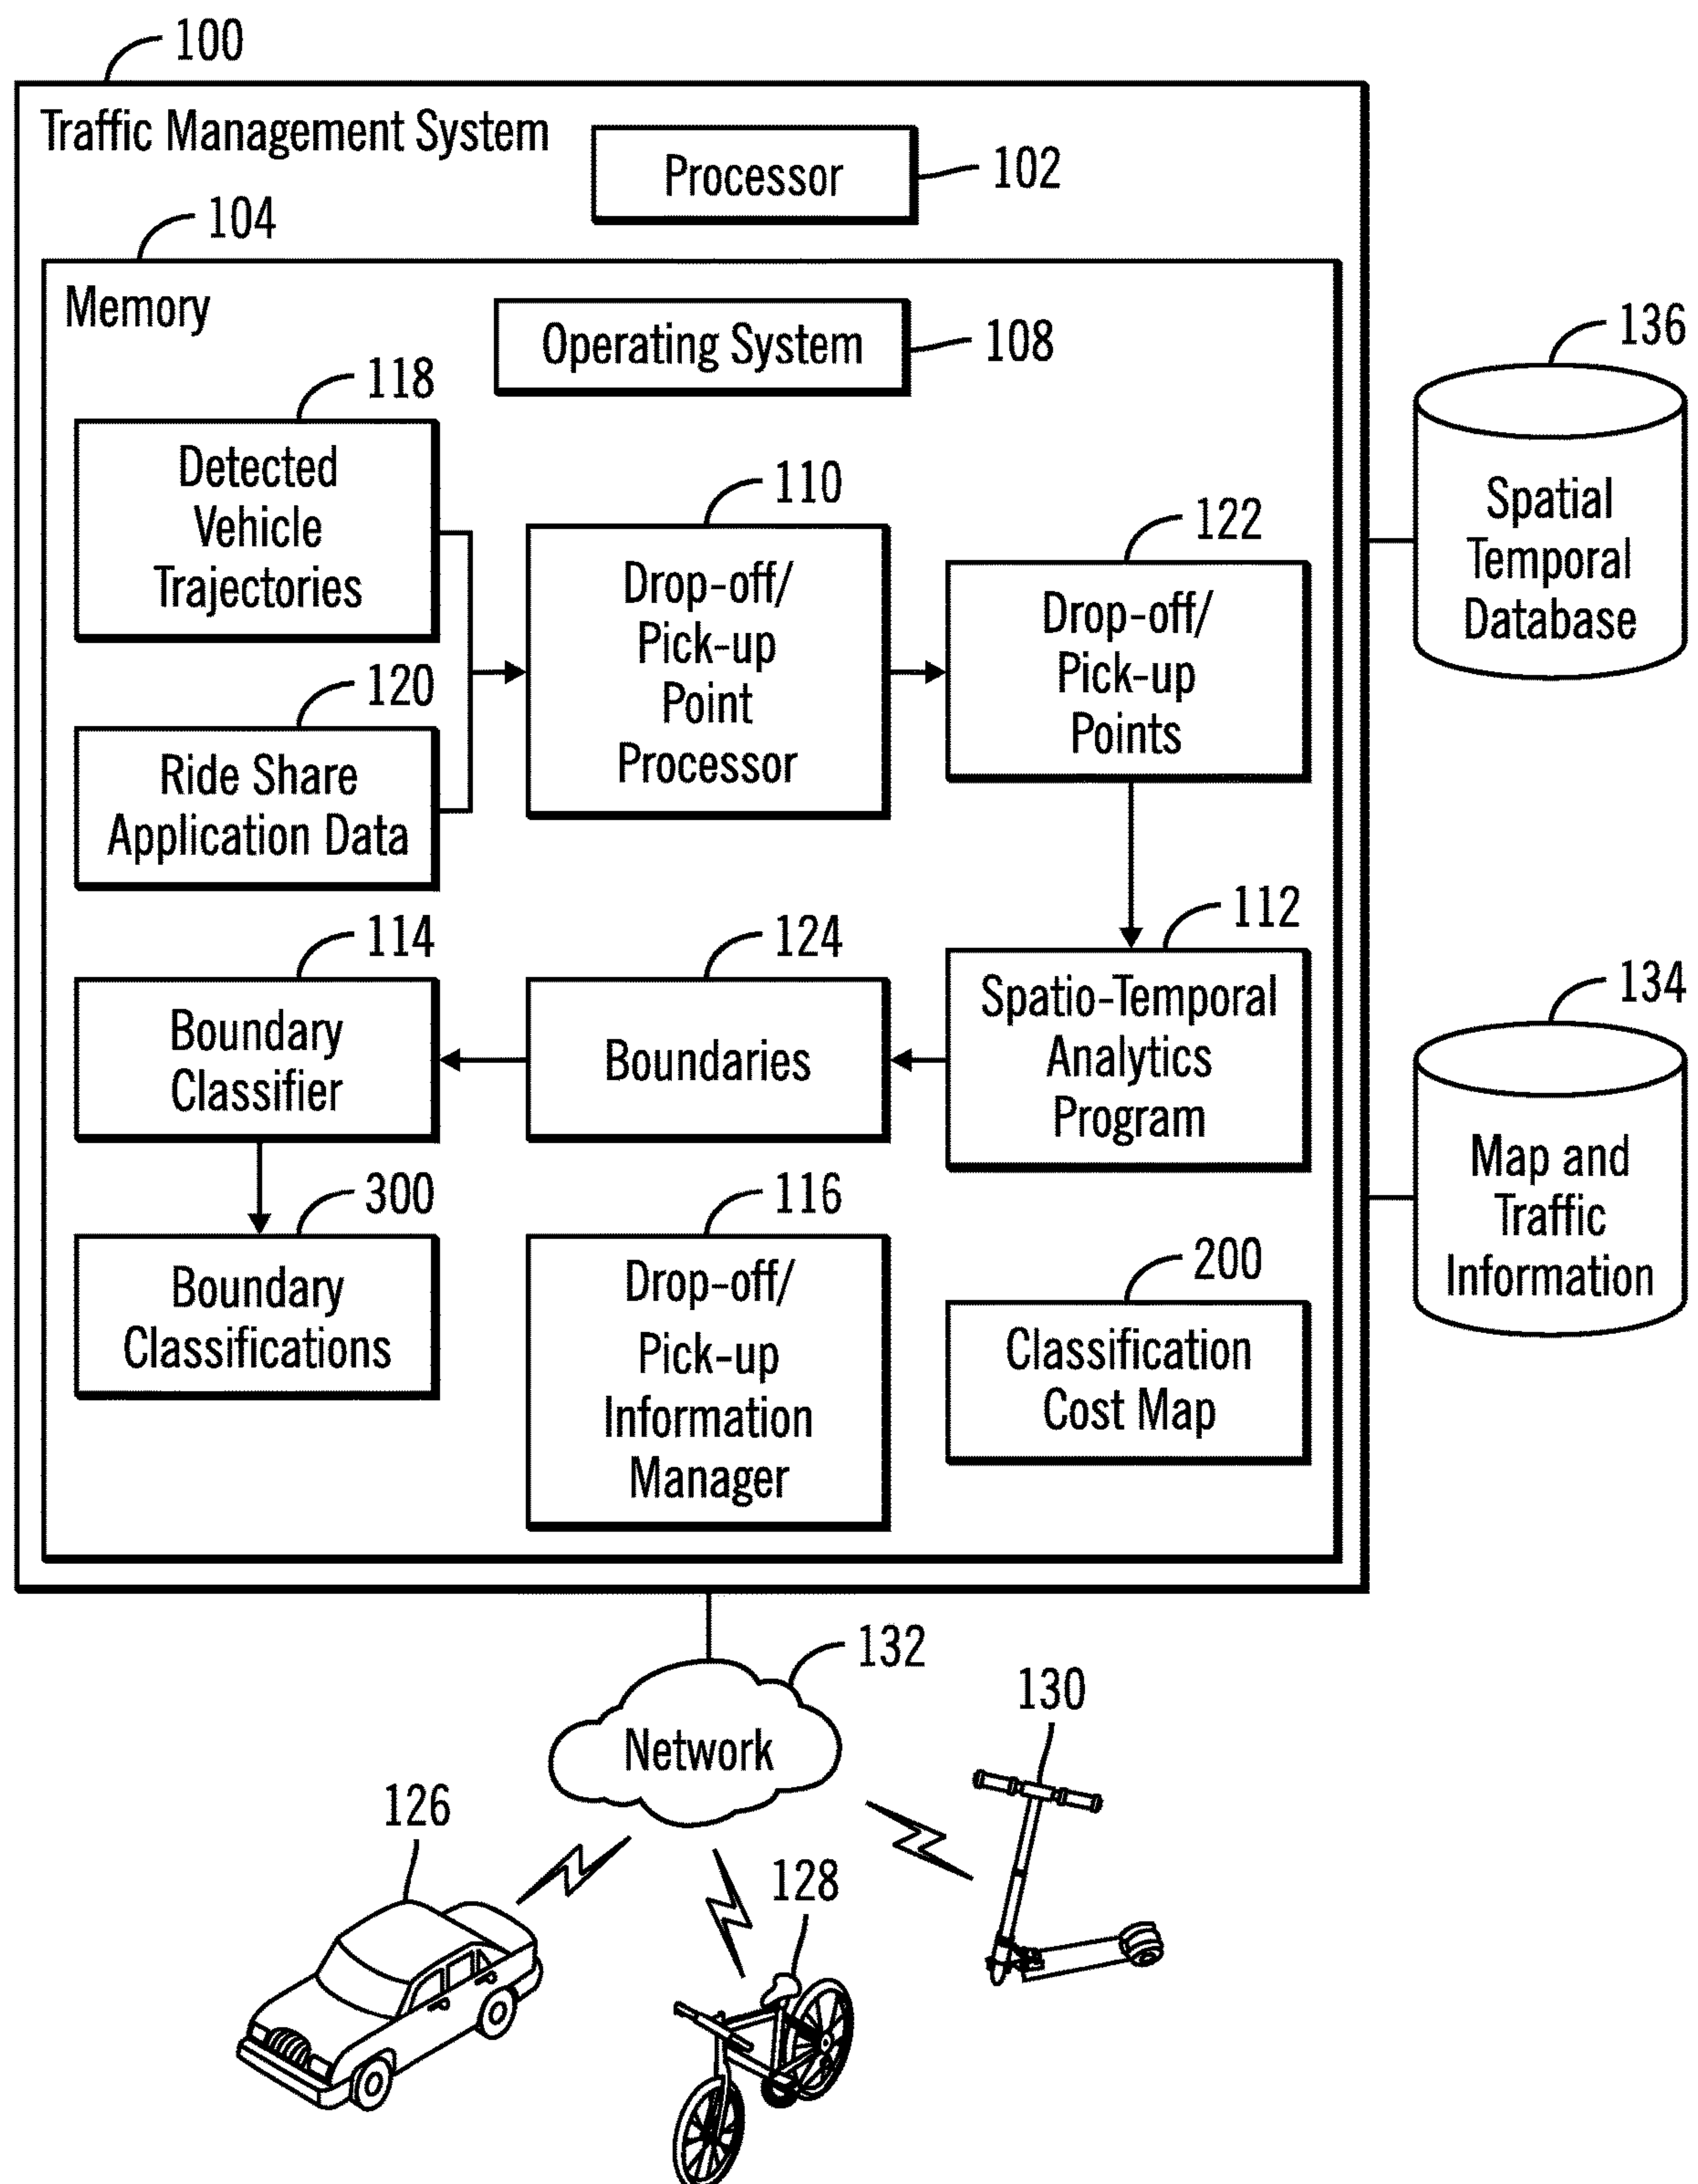 100
Traffic Management System
Processor
102
104
Memory
Operating System
108
136
Spatial
Temporal
Database
118
Detected
Vehicle
Trajectories
110
Drop-off/
Pick-up
Point
Processor
122
Drop-off/
Pick-up
Points
120
Ride Share
Application Data
114
Boundary
Classifier
124
Boundaries
112
Spatio-Temporal
Analytics
Program
134
Map and
Traffic
Information
300
Boundary
Classifications
116
Drop-off/
Pick-up
Information
Manager
200
Classification
Cost Map
132
Network
130
126
128